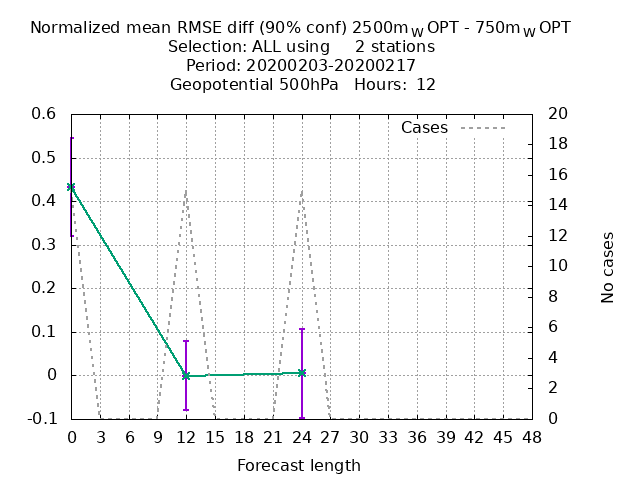 Normalized mean RMSE diff (90% conf) 2500m_W OPT - 750m_W OPT
Selection: ALL using 2 stations
Period: 20200203-20200217
Geopotential 500hPa Hours: 12
Cases
0.6
0.5
0.4
0.3
0.2
0.1
0
-0.1
20
18
16
14
12
10
8
6
4
2
0
No cases
0 3 6 9 12 15 18 21 24 27 30 33 36 39 42 45 48
Forecast length